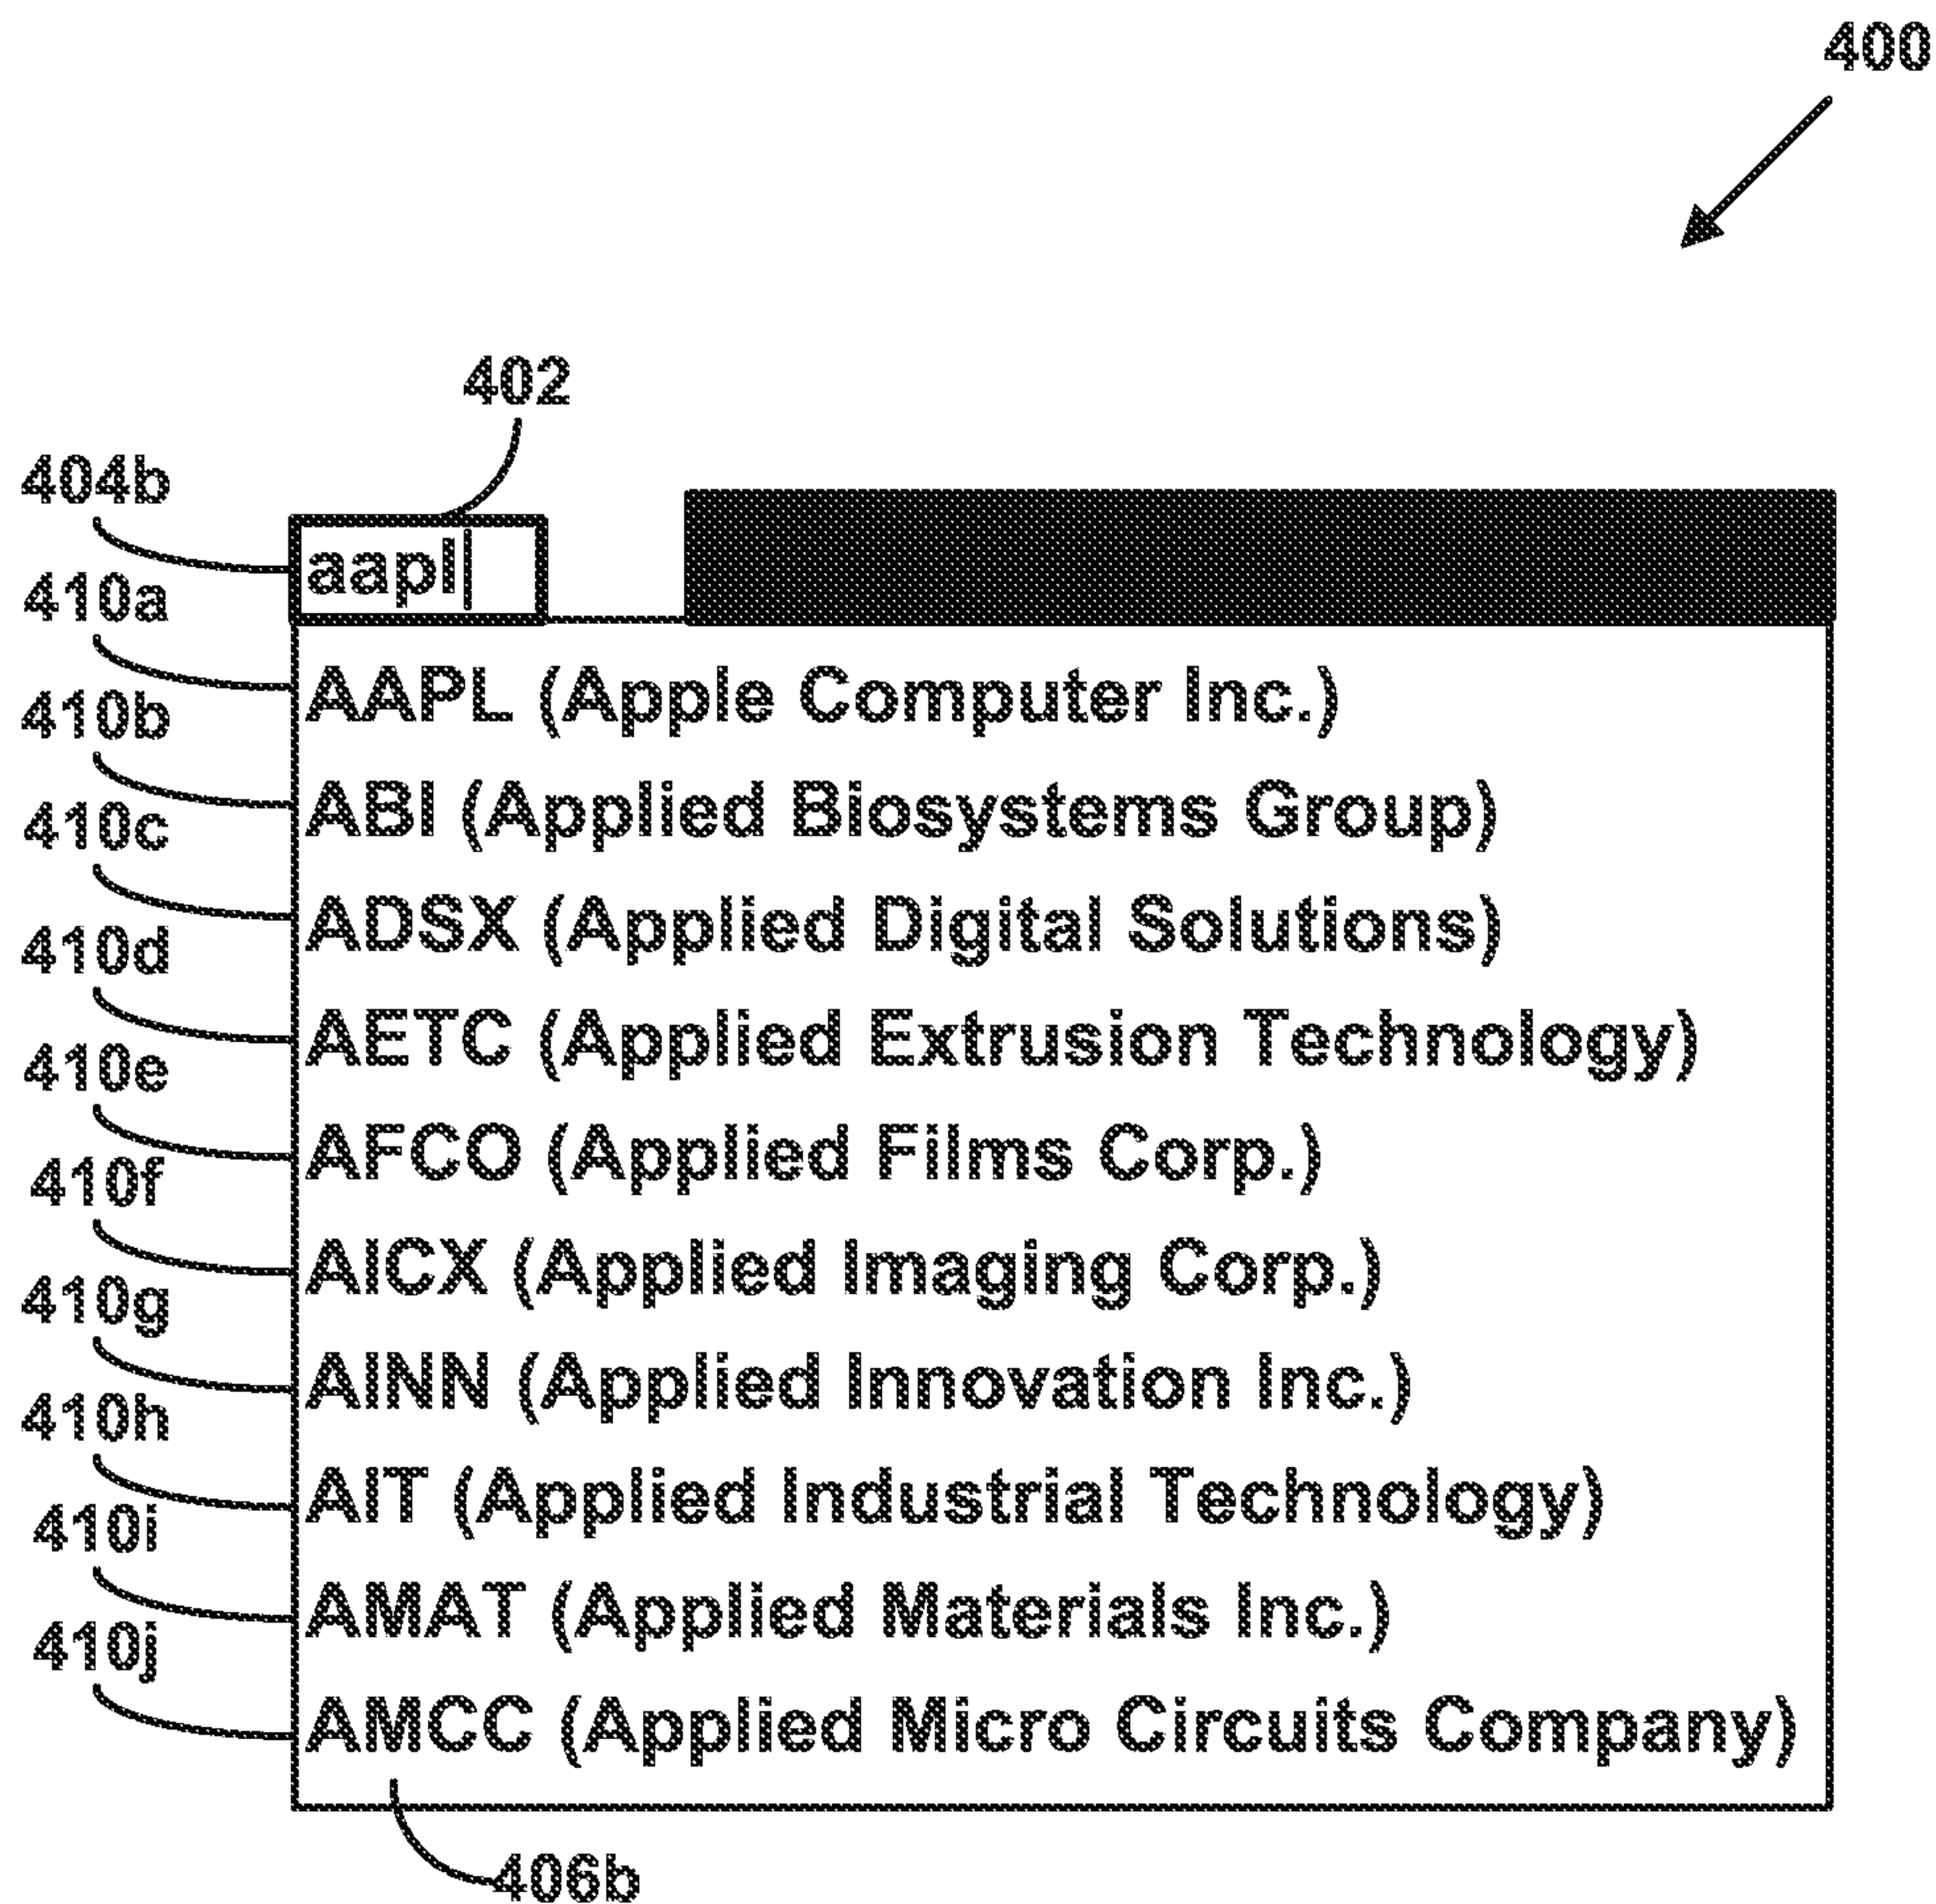 400
402
404b
aapl
410a
AAPL (Apple Computer Inc.)
410b
ABI (Applied Biosystems Group)
410c
ADSX (Applied Digital Solutions)
410d
AETC (Applied Extrusion Technology)
410e
AFCO (Applied Films Corp.)
410f
AICX (Applied Imaging Corp.)
410g
AINN (Applied Innovation Inc.)
410h
AIT (Applied Industrial Technology)
410i
AMAT (Applied Materials Inc.)
410j
AMCC (Applied Micro Circuits Company)
406b